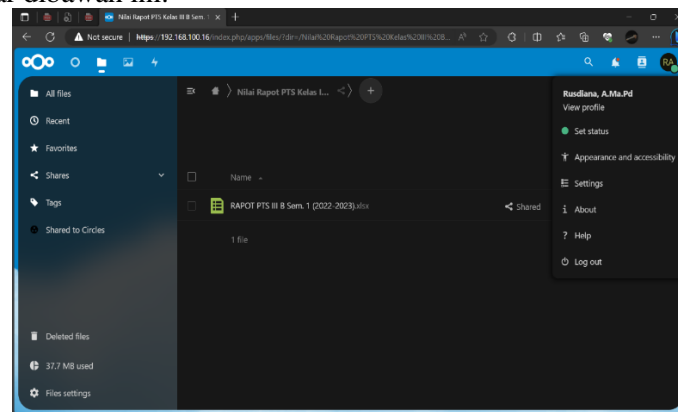 ar dibawah ini.
Nilai Rapot PTS Kelas III B Sem. 1
Not secure | https://192.168.100.16/index.php/apps/files/?dir=/Nilai%20Rapot%20PTS%20Kelas%20III%20B...
RA
All files
Nilai Rapot PTS Kelas I...
Recent
Favorites
Shares
Tags
Shared to Circles
Name
RAPOT PTS III B Sem. 1 (2022-2023).xlsx
Shared
1 file
Rusdiana, A.Ma.Pd
View profile
Set status
Appearance and accessibility
Settings
About
Help
Log out
Deleted files
37.7 MB used
Files settings